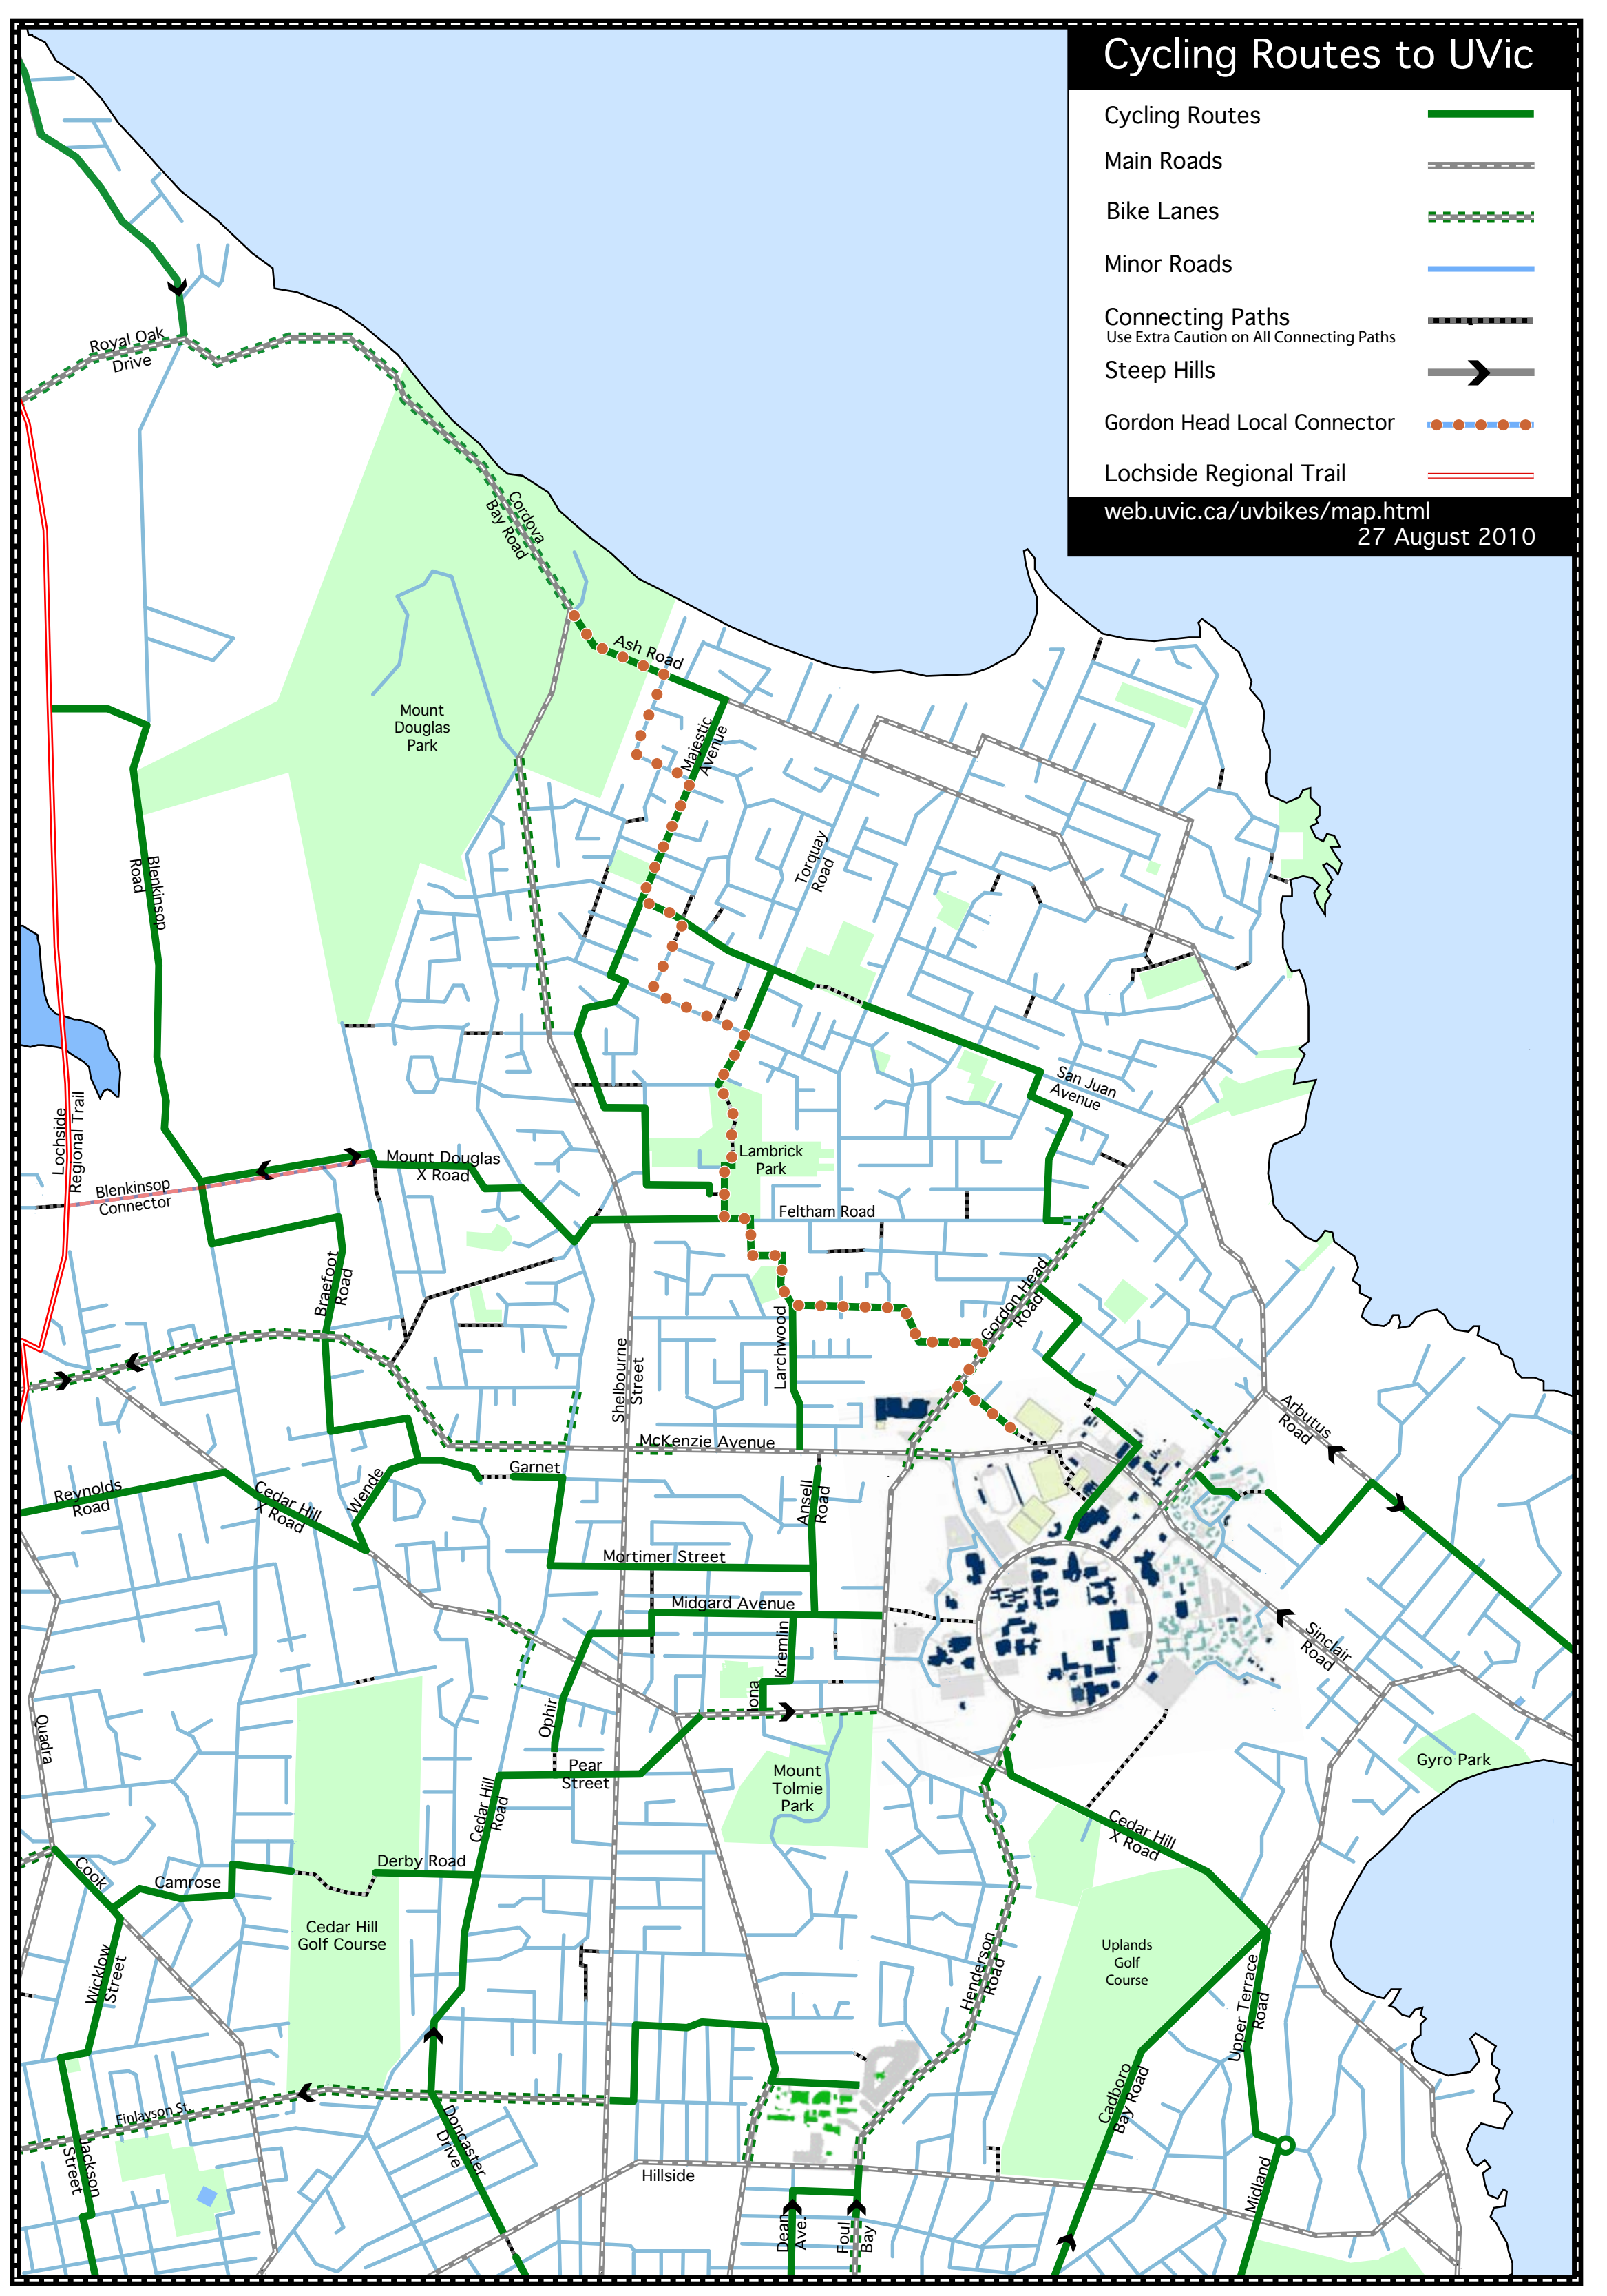 Cycling Routes to UVic
Cycling Routes
Main Roads
Bike Lanes
Minor Roads
Connecting Paths
Use Extra Caution on All Connecting Paths
Steep Hills
Gordon Head Local Connector
Lochside Regional Trail
web.uvic.ca/uvbikes/map.html
27 August 2010
Royal Oak
Drive
Cordova
Bay Road
Ash Road
Mount
Douglas
Park
Majestic
Avenue
Torquay
Road
Blenkinsop
Road
San Juan
Avenue
Lochside
Regional Trail
Mount Douglas
X Road
Lambrick
Park
Blenkinsop
Connector
Feltham Road
Braefoot
Road
Gordon Head
Road
Larchwood
Shelbourne
Street
Arbutus
Road
McKenzie Avenue
Garnet
Reynolds
Road
Cedar Hill
X Road
Wende
Ansell
Road
Mortimer Street
Midgard Avenue
Kremlin
Sinclair
Road
Iona
Ophir
Quadra
Pear
Street
Mount
Tolmie
Park
Gyro Park
Cedar Hill
Road
Cedar Hill
X Road
Derby Road
Cook
Camrose
Cedar Hill
Golf Course
Uplands
Golf
Course
Wicklow
Street
Henderson
Road
Upper Terrace
Road
Cadboro
Bay Road
Finlayson St.
Doncaster
Drive
Jackson
Street
Hillside
Midland
Dean
Ave.
Foul
Bay